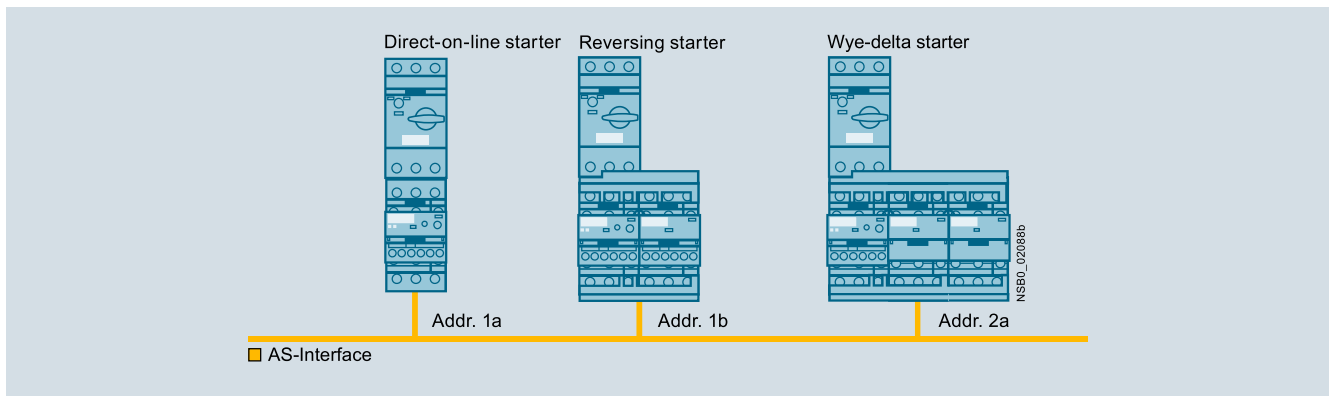 Direct-on-line starter
Reversing starter
Wye-delta starter
NSB0_02088b
Addr. 1a
Addr. 1b
Addr. 2a
AS-Interface